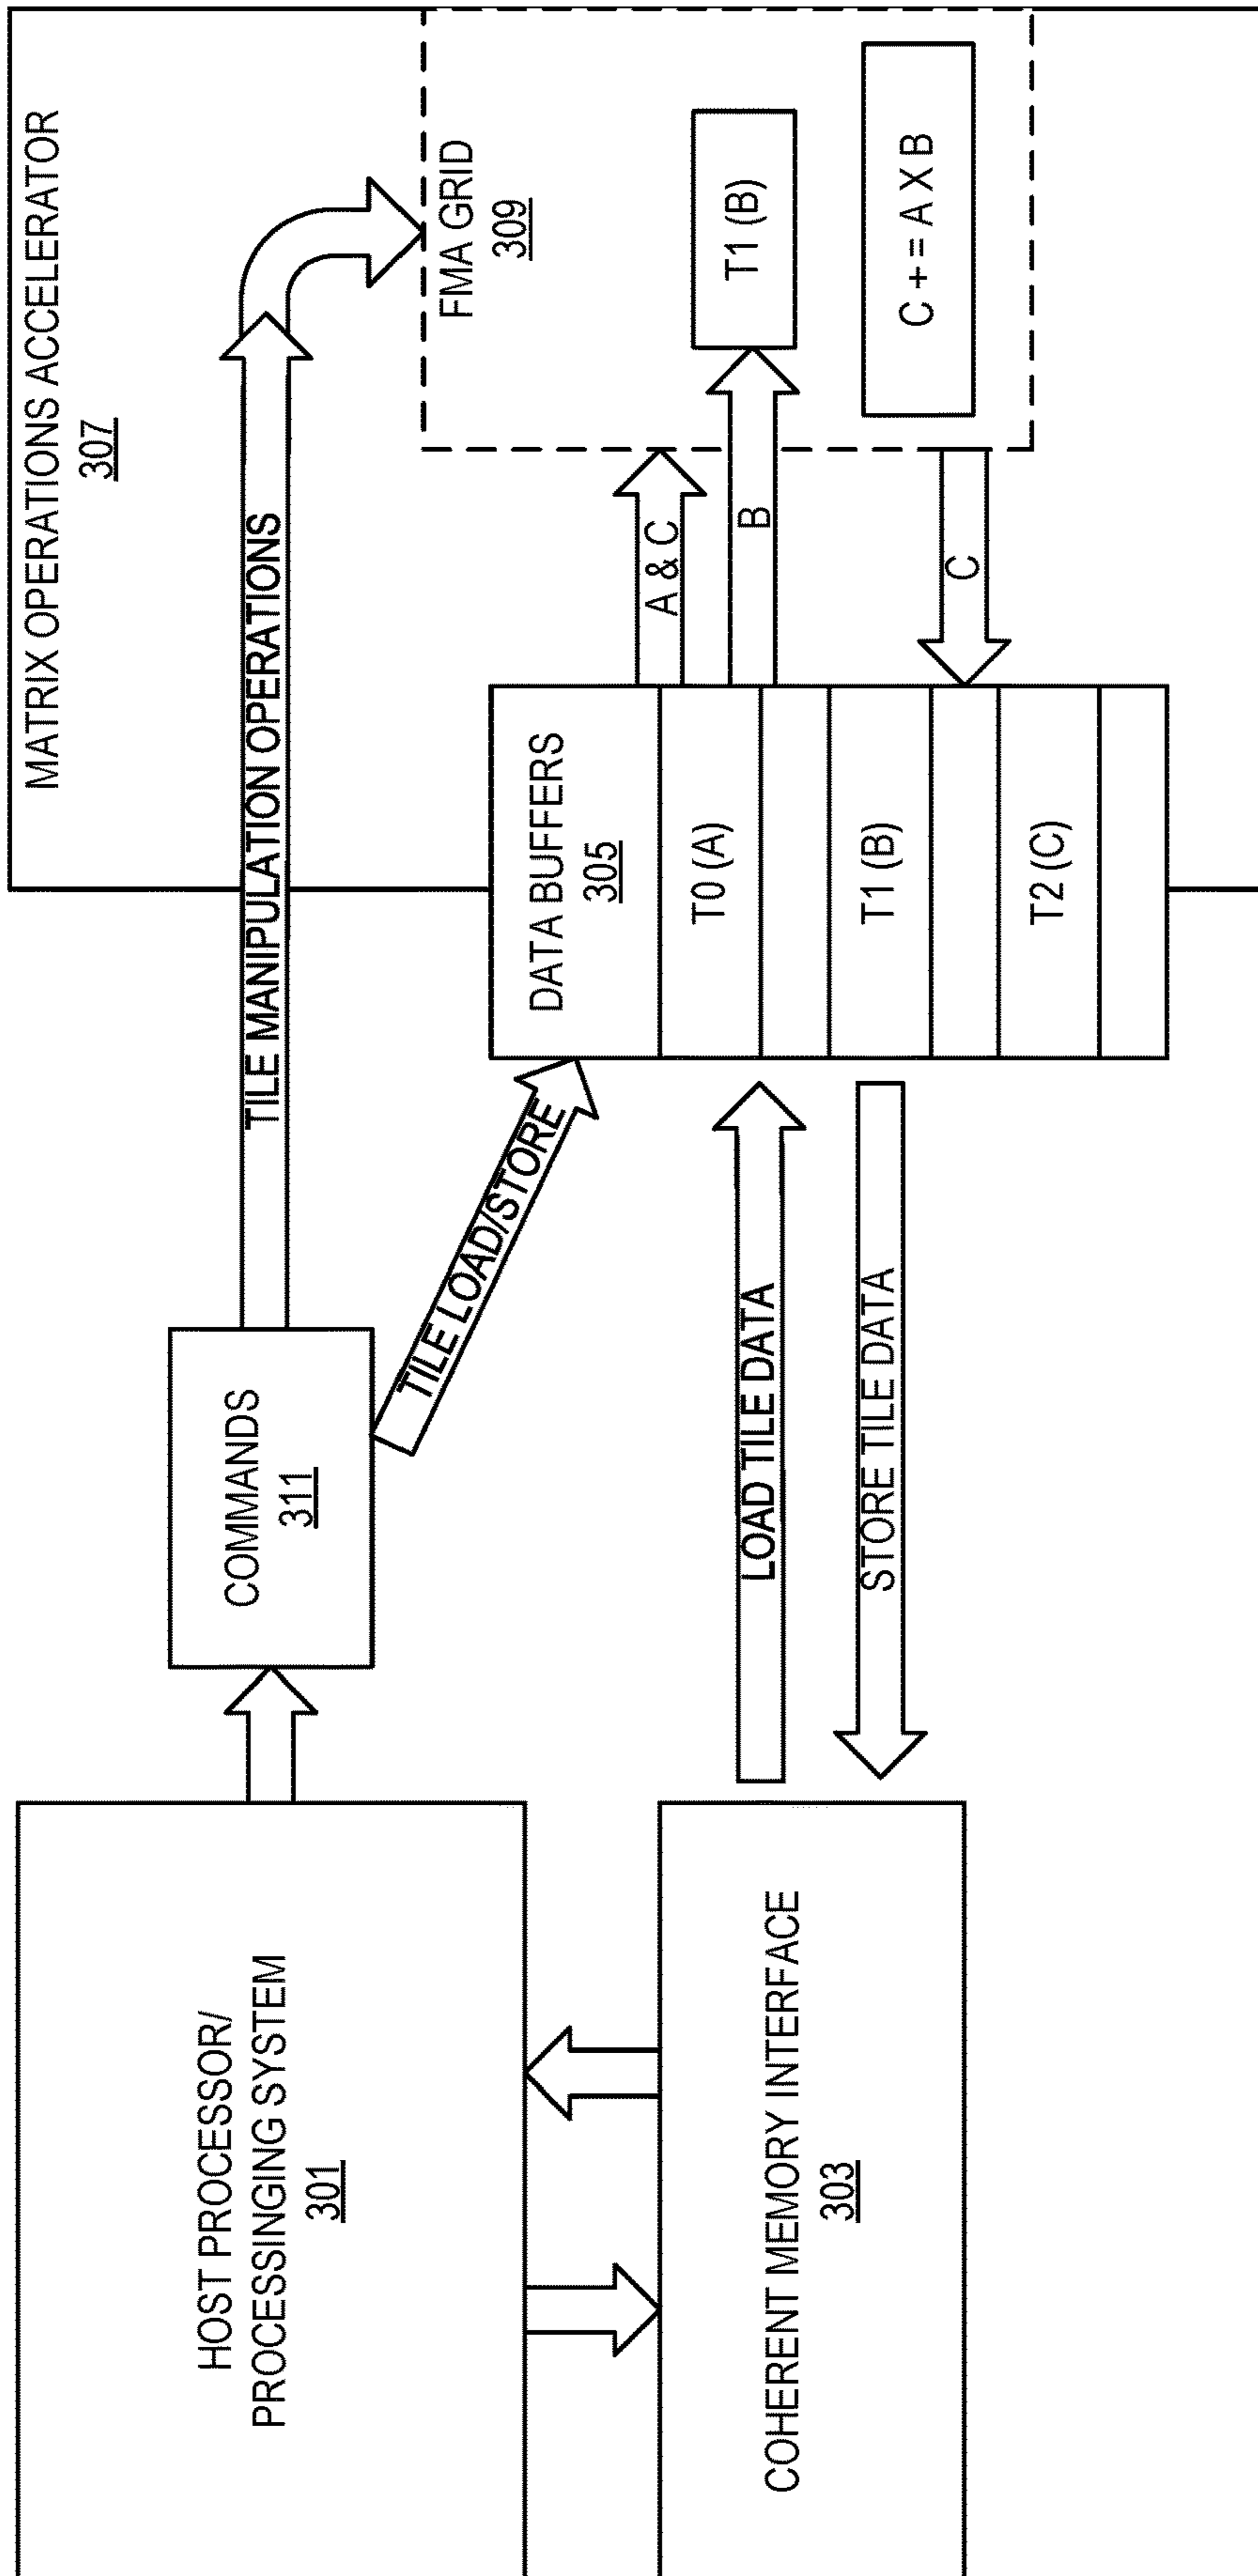 HOST PROCESSOR/
PROCESSINGING SYSTEM
301
COHERENT MEMORY INTERFACE
303
COMMANDS
311
TILE MANIPULATION OPERATIONS
TILE LOAD/STORE
LOAD TILE DATA
STORE TILE DATA
DATA BUFFERS
305
T0 (A)
T1 (B)
T2 (C)
MATRIX OPERATIONS ACCELERATOR
307
A & C
B
C
FMA GRID
309
T1 (B)
C + = A X B